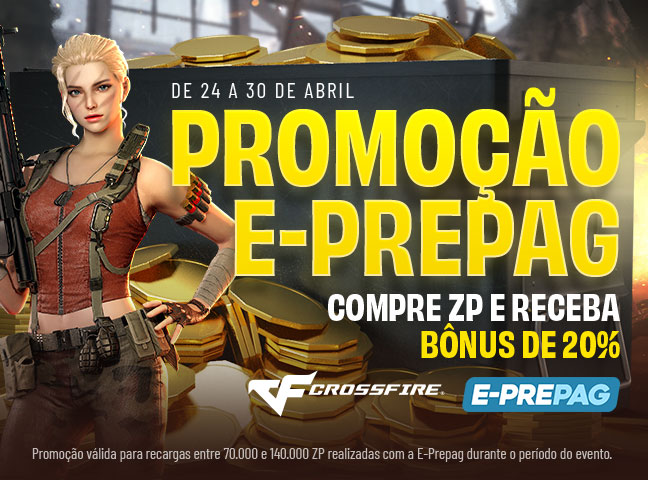 DE 24 A 30 DE ABRIL
PROMOÇÃO
E-PREPAG
COMPRE ZP E RECEBA
BÔNUS DE 20%
CF CROSSFIRE®
E-PREPAG
Promoção válida para recargas entre 70.000 e 140.000 ZP realizadas com a E-Prepag durante o período do evento.